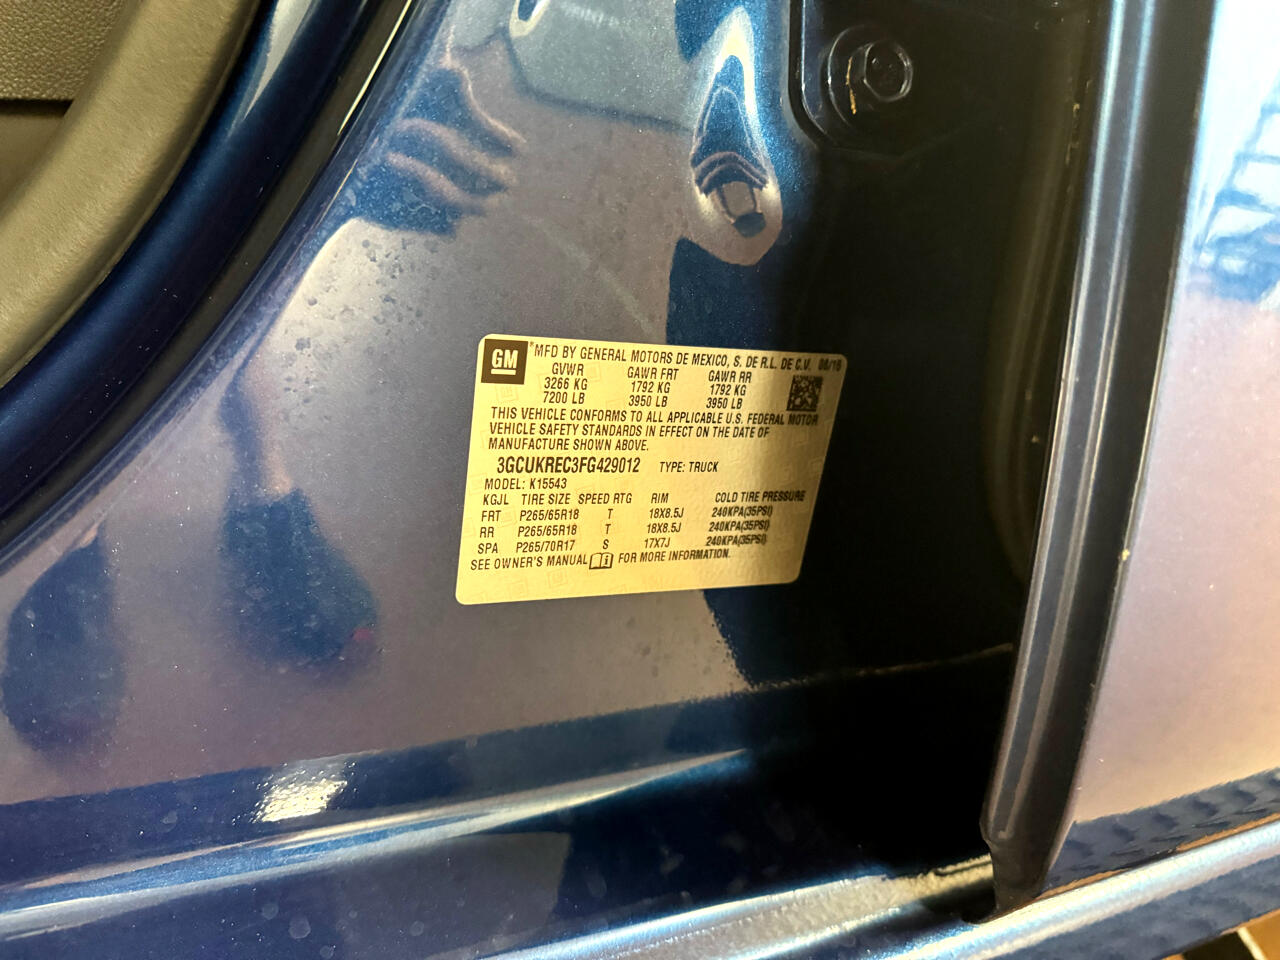 GM ® MFD BY GENERAL MOTORS DE MEXICO, S. DE R.L. DE C.V.
GVWR GAWR FRT GAWR RR
3266 KG 1792 KG 1792 KG
7200 LB 3950 LB 3950 LB
THIS VEHICLE CONFORMS TO ALL APPLICABLE U.S. FEDERAL MOTOR
VEHICLE SAFETY STANDARDS IN EFFECT ON THE DATE OF
MANUFACTURE SHOWN ABOVE.
3GCUKREC3FG429012 TYPE: TRUCK
MODEL: K15543
KGJL TIRE SIZE SPEED RTG RIM COLD TIRE PRESSURE
FRT P265/65R18 T 18X8.5J 240KPA(35PSI)
RR P265/65R18 T 18X8.5J 240KPA(35PSI)
SPA P265/70R17 S 17X7J 240KPA(35PSI)
SEE OWNER'S MANUAL FOR MORE INFORMATION.